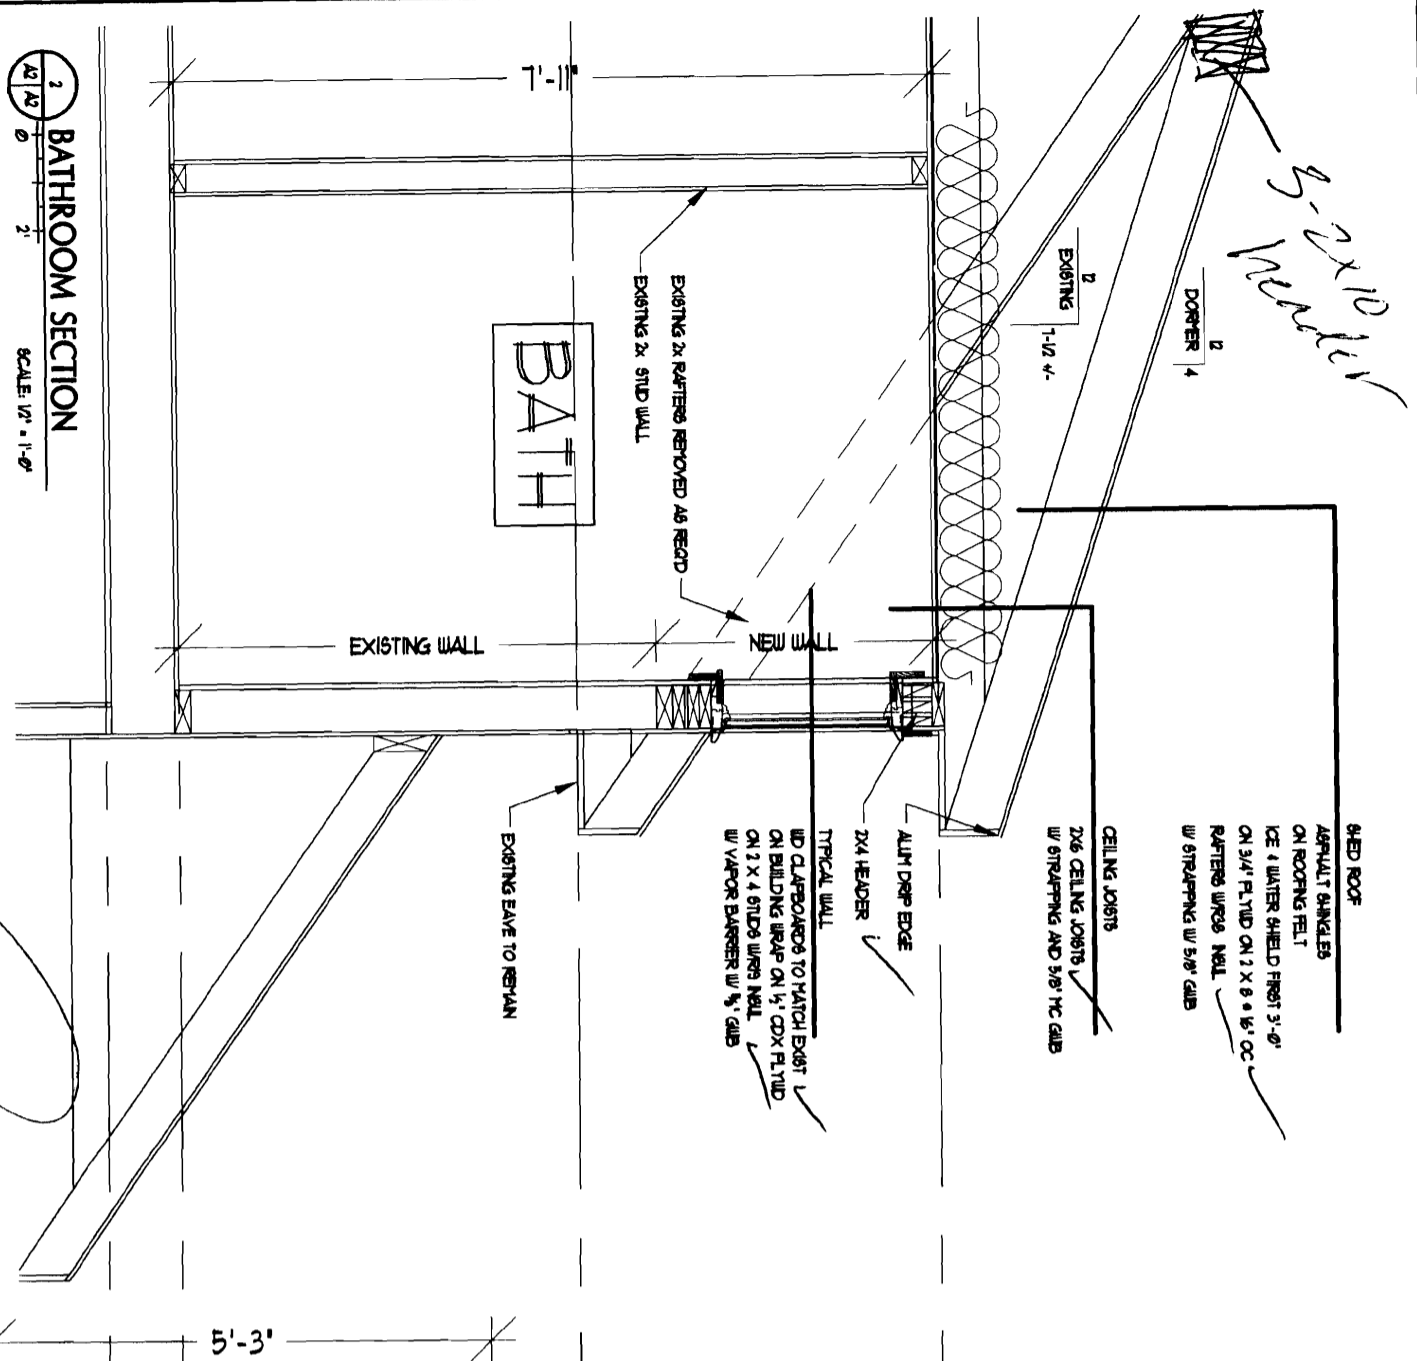 3-2x10
header
SHED ROOF
ASPHALT SHINGLES
ON ROOFING FELT
ICE & WATER SHIELD FIRST 3'-0"
ON 3/4" PLYWD ON 2 X 8 @ 16" OC
RAFTERS W/R38 INSUL
W/ STRAPPING W/ 5/8" GWB
12
DORMER 4
12
EXISTING
7-1/2 +/-
CEILING JOISTS
2X6 CEILING JOISTS
W/ STRAPPING AND 5/8" MC GWB
ALUM DRIP EDGE
2X4 HEADER
TYPICAL WALL
WD CLAPBOARDS TO MATCH EXIST
ON BUILDING WRAP ON ½" CDX PLYWD
ON 2 X 4 STUDS W/R19 INSUL
W/ VAPOR BARRIER W/ ⅝" GWB
7'-11"
EXISTING 2x RAFTERS REMOVED AS REQ'D
EXISTING 2x STUD WALL
NEW WALL
EXISTING WALL
BATH
EXISTING EAVE TO REMAIN
5'-3"
2
A2 A2
BATHROOM SECTION
0 2'
SCALE: 1/2" = 1'-0"